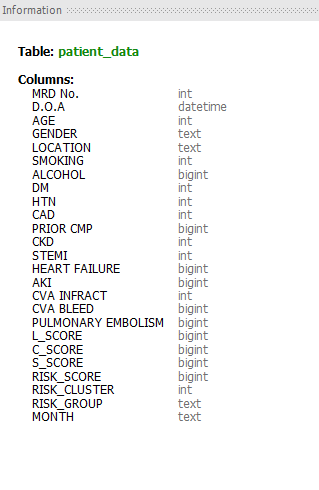 Information
Table: patient_data
Columns:
MRD No. int
D.O.A datetime
AGE int
GENDER text
LOCATION text
SMOKING int
ALCOHOL bigint
DM int
HTN int
CAD int
PRIOR CMP bigint
CKD int
STEMI int
HEART FAILURE bigint
AKI bigint
CVA INFRACT int
CVA BLEED bigint
PULMONARY EMBOLISM bigint
L_SCORE bigint
C_SCORE bigint
S_SCORE bigint
RISK_SCORE bigint
RISK_CLUSTER int
RISK_GROUP text
MONTH text